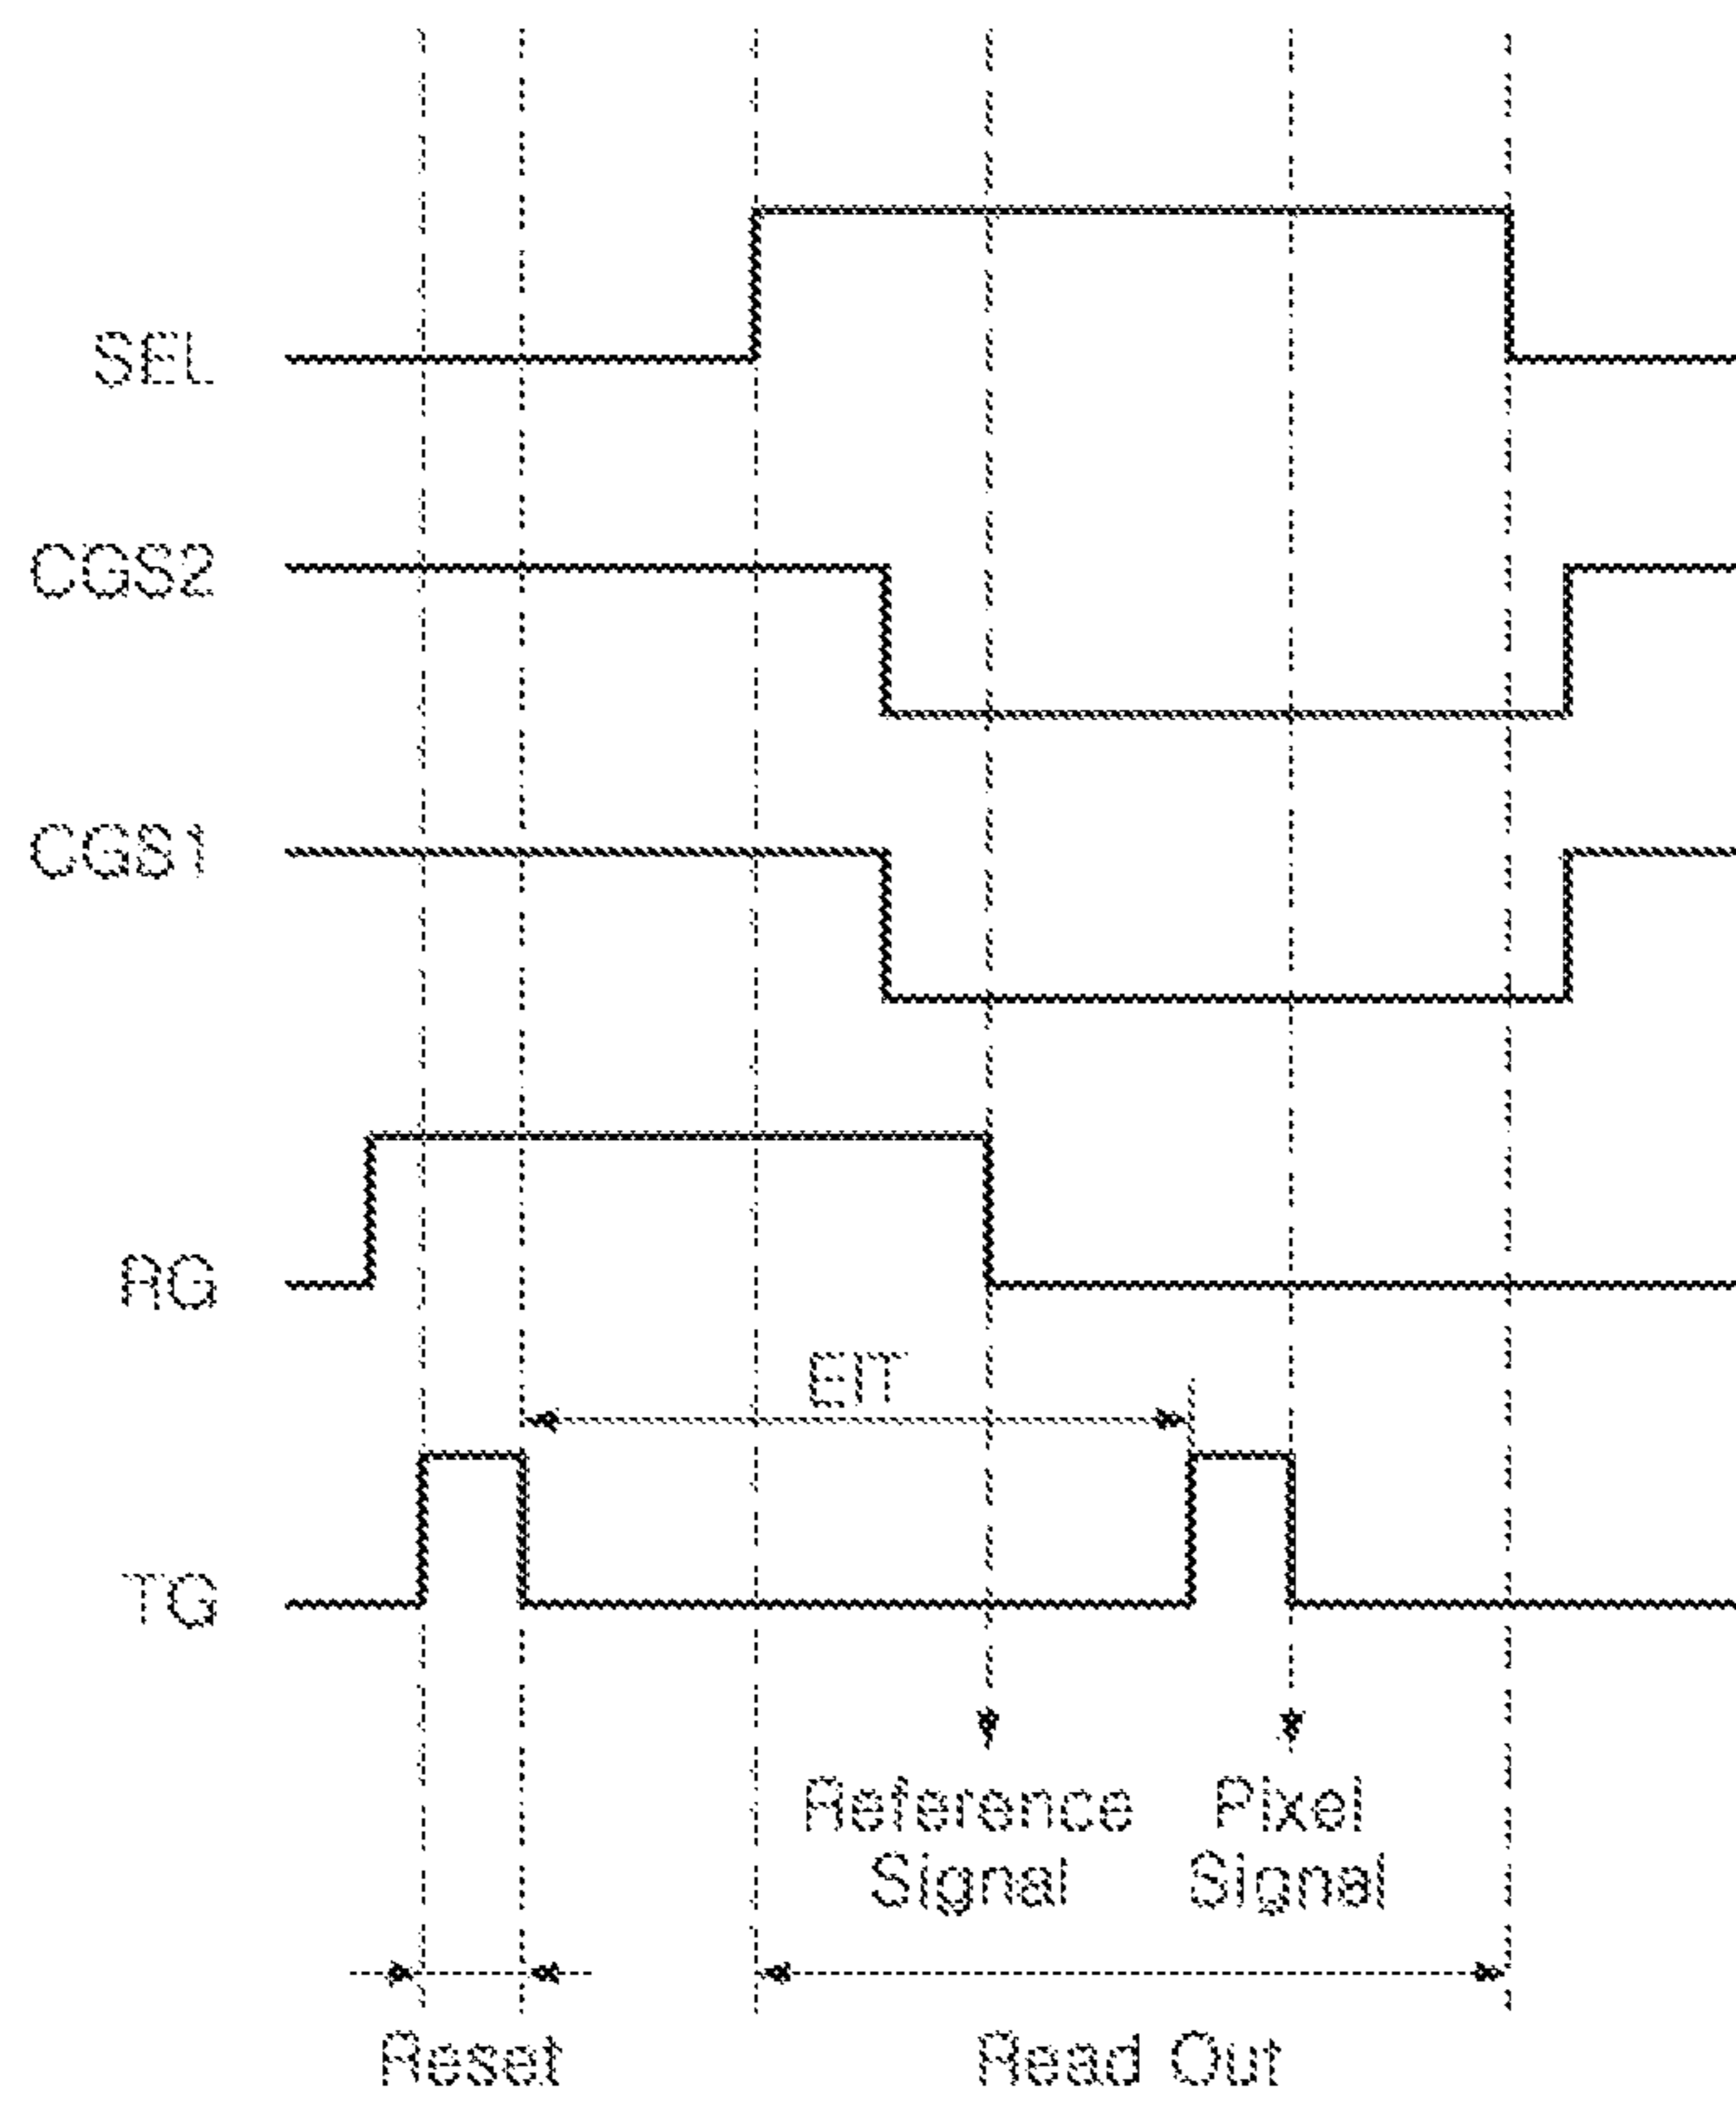 SEL
CGS2
CGS1
RG
EIT
TG
Reference
Signal
Pixel
Signal
Reset
Read Out